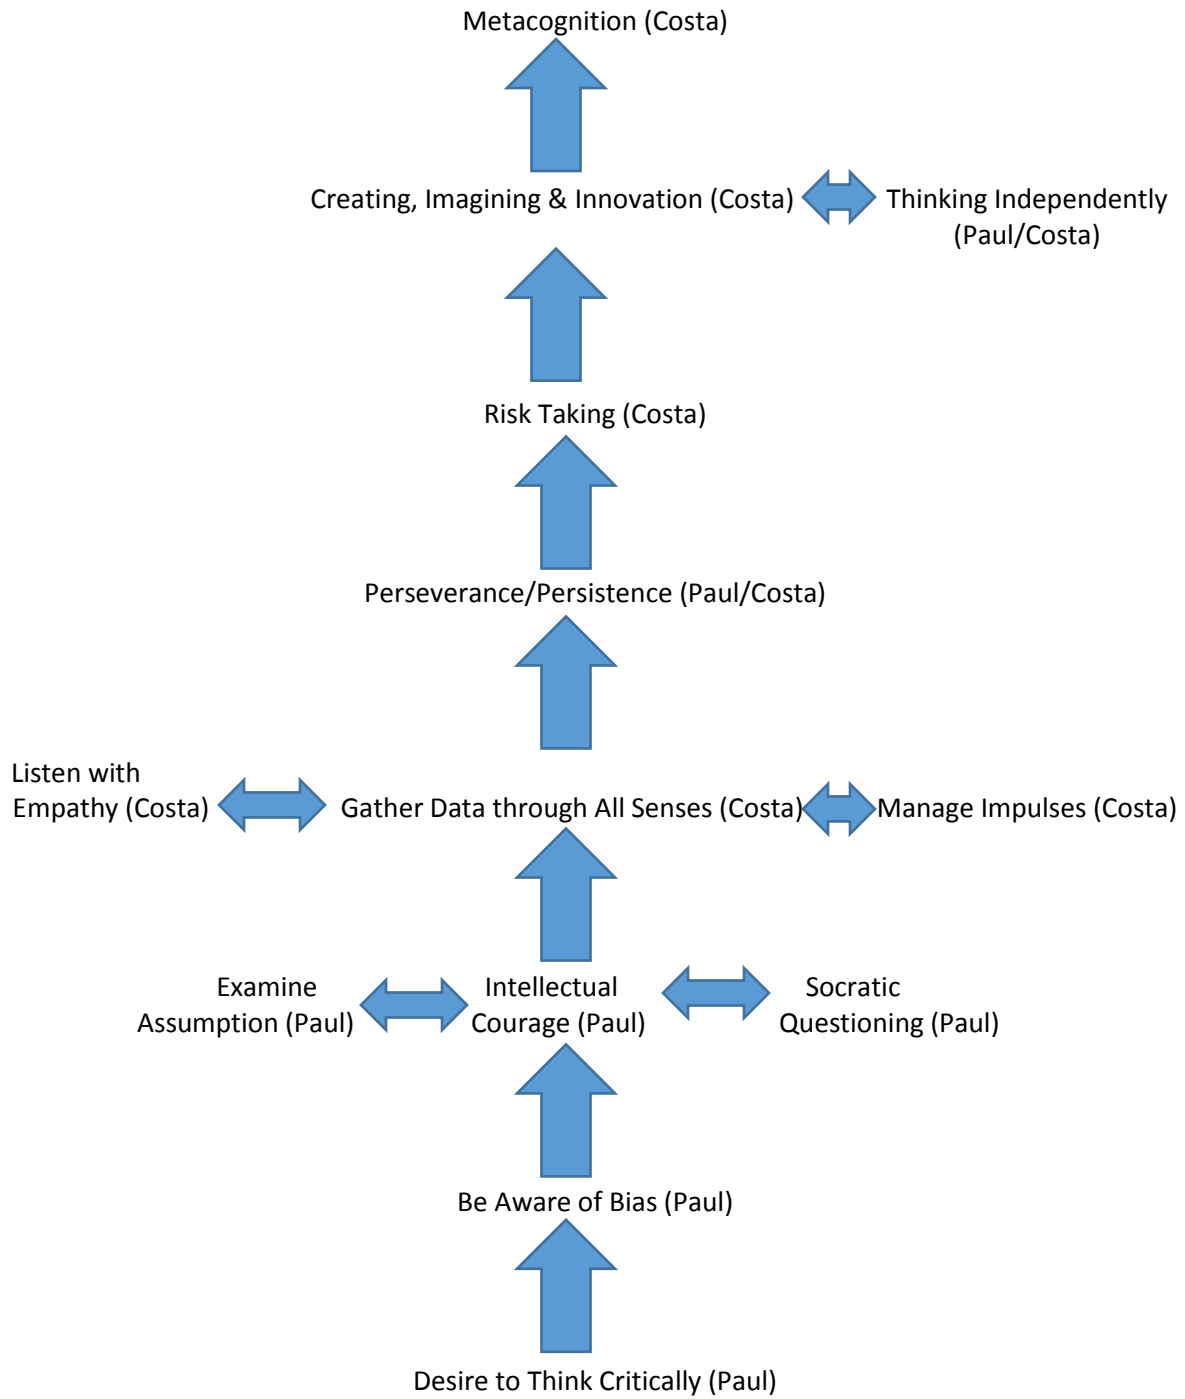 Metacognition (Costa)
Creating, Imagining & Innovation (Costa)
Thinking Independently
(Paul/Costa)
Risk Taking (Costa)
Perseverance/Persistence (Paul/Costa)
Listen with
Empathy (Costa)
Gather Data through All Senses (Costa)
Manage Impulses (Costa)
Examine
Assumption (Paul)
Intellectual
Courage (Paul)
Socratic
Questioning (Paul)
Be Aware of Bias (Paul)
Desire to Think Critically (Paul)